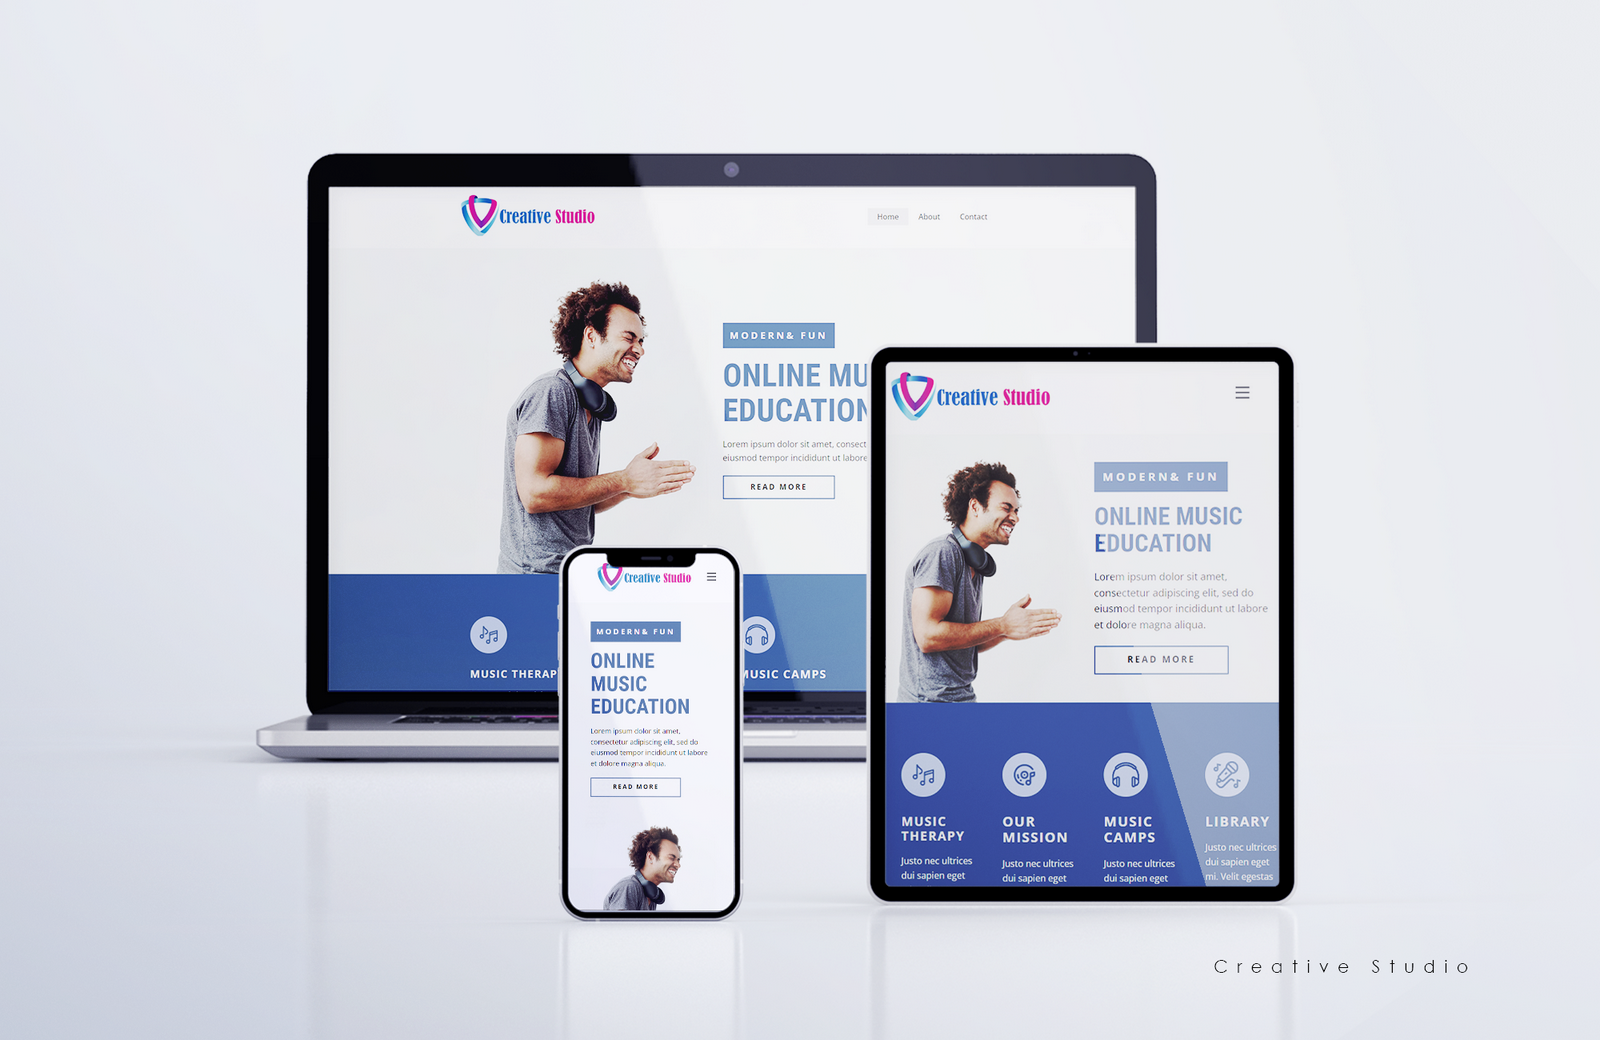 Creative Studio
Home About Contact
MODERN& FUN
ONLINE MU
EDUCATION
Lorem ipsum dolor sit amet, consect
eiusmod tempor incididunt ut labore
READ MORE
MUSIC THERAP
MUSIC CAMPS
Creative Studio
MODERN& FUN
ONLINE
MUSIC
EDUCATION
Lorem ipsum dolor sit amet,
consectetur adipiscing elit, sed do
eiusmod tempor incididunt ut labore
et dolore magna aliqua.
READ MORE
Creative Studio
MODERN& FUN
ONLINE MUSIC
EDUCATION
Lorem ipsum dolor sit amet,
consectetur adipiscing elit, sed do
eiusmod tempor incididunt ut labore
et dolore magna aliqua.
READ MORE
MUSIC
THERAPY
Justo nec ultrices
dui sapien eget
OUR
MISSION
Justo nec ultrices
dui sapien eget
MUSIC
CAMPS
Justo nec ultrices
dui sapien eget
LIBRARY
Justo nec ultrices
dui sapien eget
mi. Velit egestas
Creative Studio